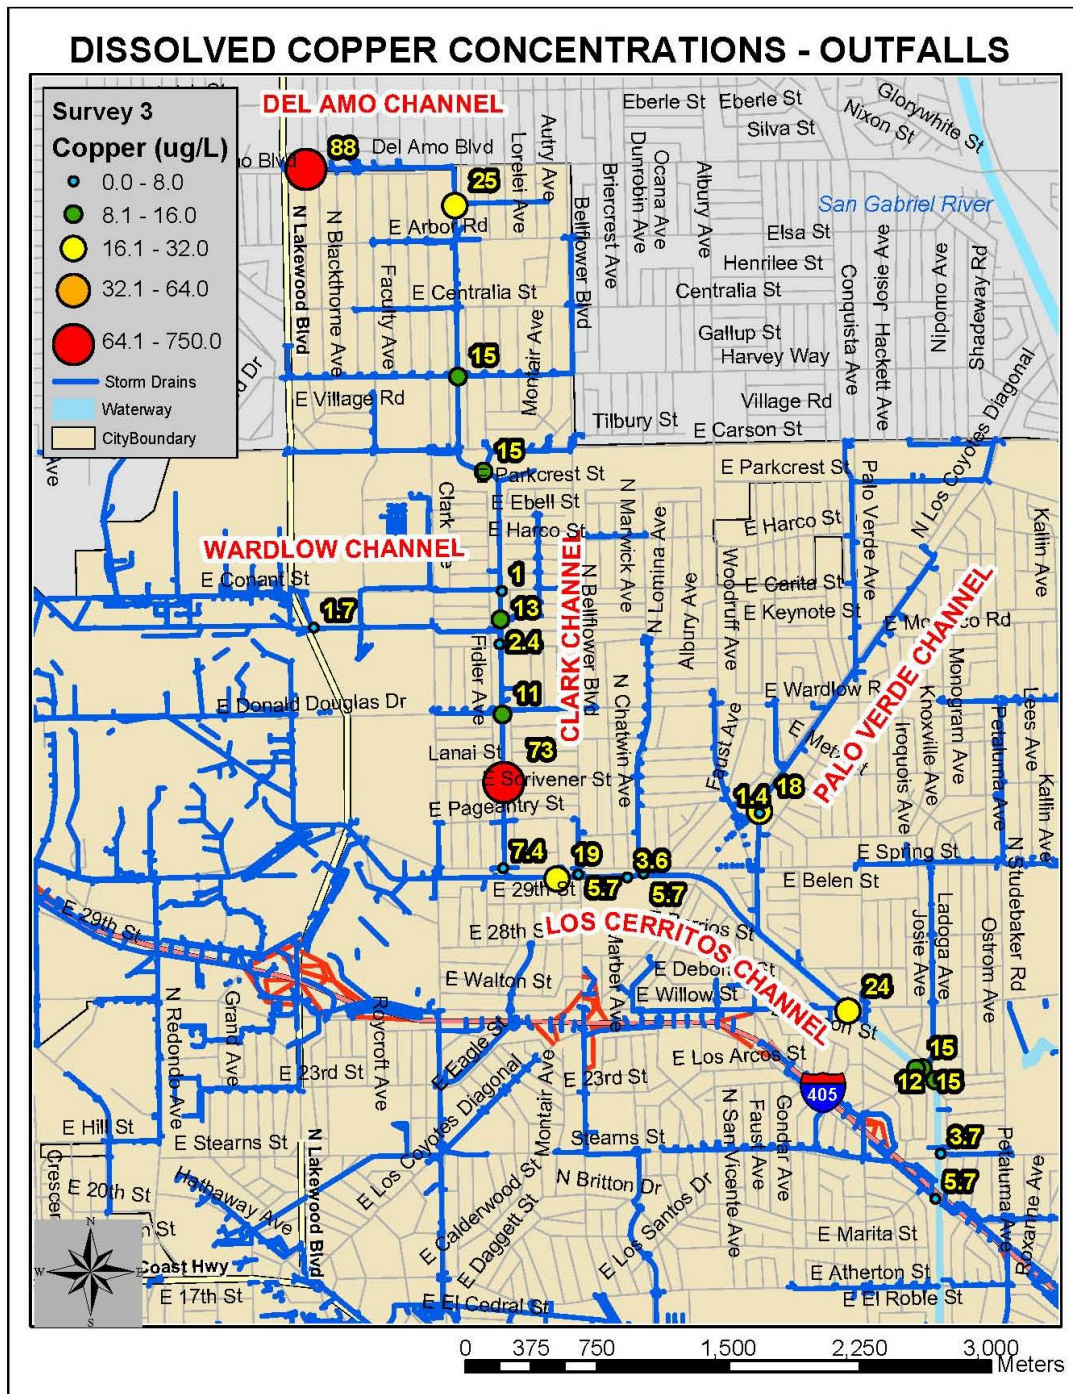 DISSOLVED COPPER CONCENTRATIONS - OUTFALLS
Survey 3
Copper (ug/L)
0.0 - 8.0
8.1 - 16.0
16.1 - 32.0
32.1 - 64.0
64.1 - 750.0
Storm Drains
Waterway
CityBoundary
DEL AMO CHANNEL
88
Del Amo Blvd
25
Lorelei Ave
Autry Ave
E Arbor Rd
N Lakewood Blvd
N Blackthorne Ave
Faculty Ave
E Centralia St
Bellflower Blvd
Briercrest Ave
Dunrobin Ave
Ocana Ave
Albury Ave
Eberle St
Eberle St
Silva St
Nixon St
Glorywhite St
San Gabriel River
Elsa St
Henrilee St
Centralia St
Gallup St
Harvey Way
Conquista Ave
Josie Ave
Hackett Ave
Nipomo Ave
Shadeway Rd
15
Montair Ave
E Village Rd
Tilbury St
Village Rd
E Carson St
N Los Coyotes Diagonal
15
E Parkcrest St
E Parkcrest St
E Ebell St
E Harco St
E Harco St
Clark
N Marwick Ave
N Lomina Ave
Albury Ave
Woodruff Ave
Palo Verde Ave
Kallin Ave
WARDLOW CHANNEL
E Conant St
1
1.7
13
2.4
CLARK CHANNEL
N Bellflower Blvd
E Carita St
E Keynote St
Fidler Ave
11
E Donald Douglas Dr
N Chatwin Ave
E Wardlow R
PALO VERDE CHANNEL
Monogram Ave
Knoxville Ave
Iroquois Ave
Petaluma Ave
Lees Ave
Kallin Ave
Lanai St
73
E Scrivener St
E Pageantry St
Faust Ave
1.4
18
7.4
19
3.6
5.7
5.7
E 29th St
E Spring St
E Belen St
N Studebaker Rd
Ladoga Ave
Josie Ave
Ostrom Ave
E 29th St
E 28th S
LOS CERRITOS CHANNEL
E Walton St
Marber Ave
E Willow St
24
N Redondo Ave
Grand Ave
Roycroft Ave
E Eagle St
E Los Arcos St
15
12
15
405
E 23rd St
E 23rd St
Montair Ave
E Los Coyotes Diagonal
E Hill St
E Stearns St
Stearns St
N San Vicente Ave
Faust Ave
Gondar Ave
3.7
5.7
Petaluma Ave
Roxanne Ave
E 20th St
Hathaway Ave
N Lakewood Blvd
E Calderwood St
E Daggett St
N Britton Dr
E Los Santos Dr
E Marita St
E Atherton St
E El Roble St
Coast Hwy
E 17th St
E El Cedral St
N
W
E
S
0 375 750 1,500 2,250 3,000
Meters